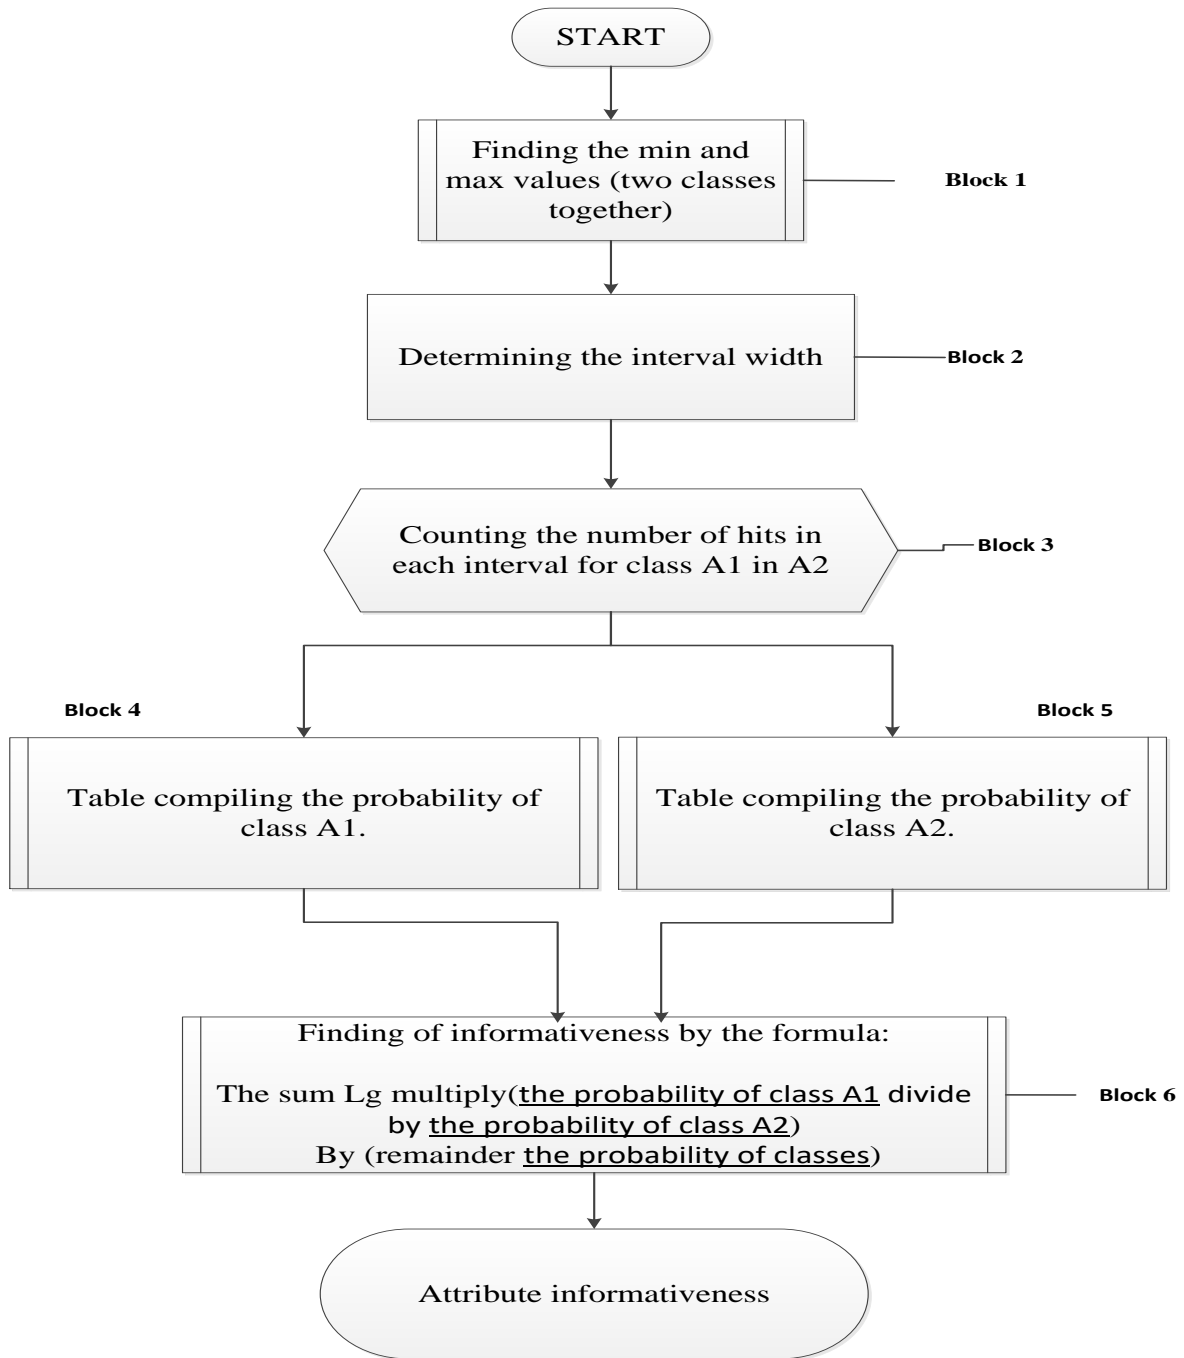 START
Finding the min and
max values (two classes
together)
Block 1
Determining the interval width
Block 2
Counting the number of hits in
each interval for class A1 in A2
Block 3
Block 4
Block 5
Table compiling the probability of
class A1.
Table compiling the probability of
class A2.
Finding of informativeness by the formula:
The sum Lg multiply(the probability of class A1 divide
by the probability of class A2)
By (remainder the probability of classes)
Block 6
Attribute informativeness